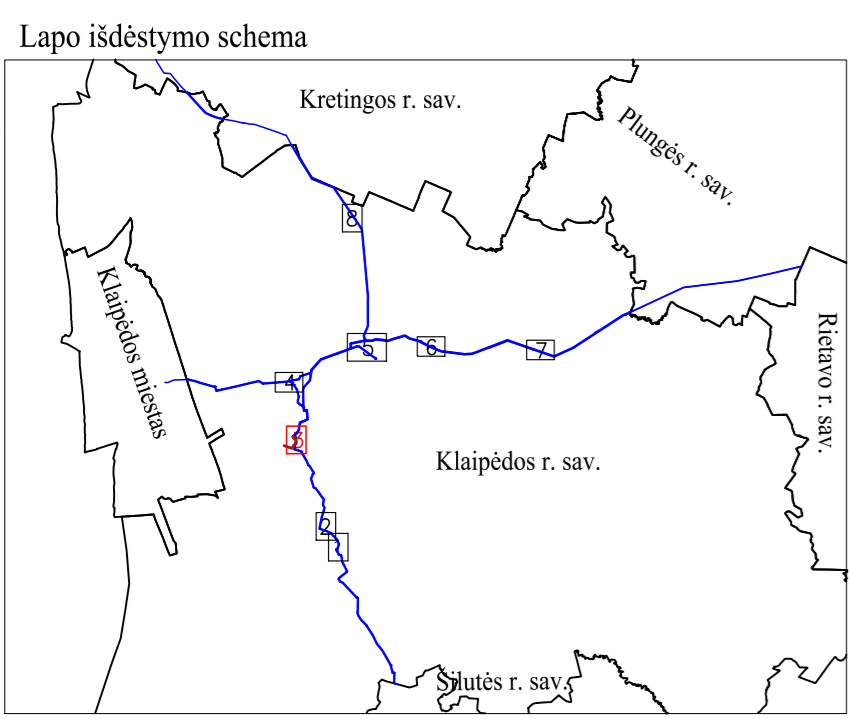 Lapo išdėstymo schema
Kretingos r. sav.
Plungės r. sav.
8
Klaipėdos miestas
Rietavo r. sav.
5
6
7
4
3
Klaipėdos r. sav.
2
Šilutės r. sav.